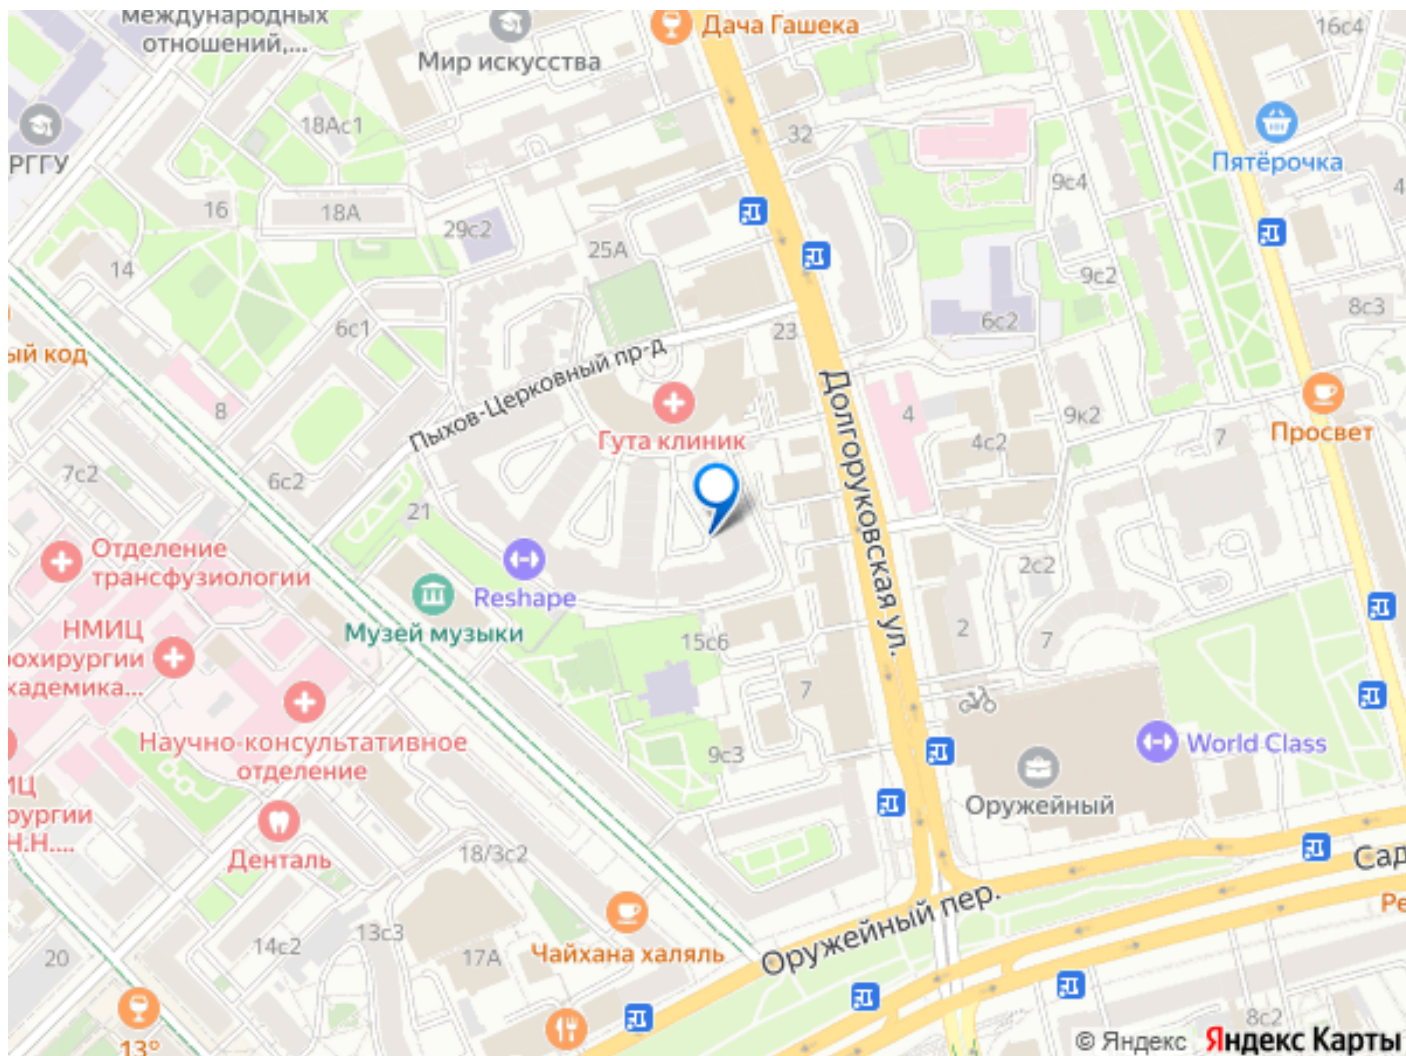 международных
отношений,...
Дача Гашека
16с4
Мир искусства
18Ас1
32
Пятёрочка
РГГУ
9с4
4
16
18А
29с2
25А
14
9с2
6с1
23
6с2
8с3
ый код
Пыхов-Церковный пр-д
Долгоруковская ул.
8
4
9к2
Гута клиник
4с2
7
Просвет
7с2
6с2
21
Отделение
трансфузиологии
2с2
Reshape
НМИЦ
рохирургии
кадемика...
Музей музыки
15с6
2
7
7
Научно-консультативное
отделение
9с3
World Class
ИЦ
рургии
Н.Н....
Оружейный
Денталь
18/3с2
Сад
Оружейный пер.
Ре
13с3
14с2
20
17А
Чайхана халяль
8с2
13°
© Яндекс Яндекс Карты